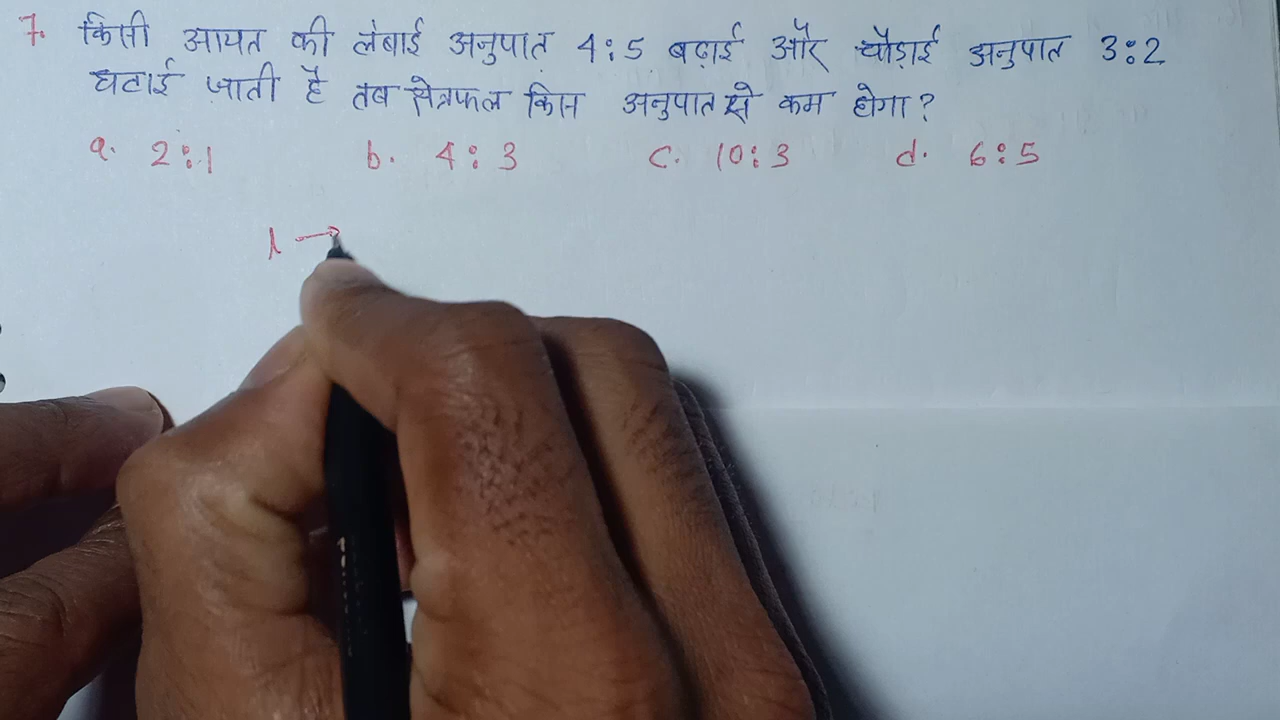 7. किसी आयत की लंबाई अनुपात 4:5 बढ़ाई और चौड़ाई अनुपात 3:2
घटाई जाती है तब क्षेत्रफल किस अनुपात से कम होगा?
a. 2:1 b. 4:3 c. 10:3 d. 6:5
l →